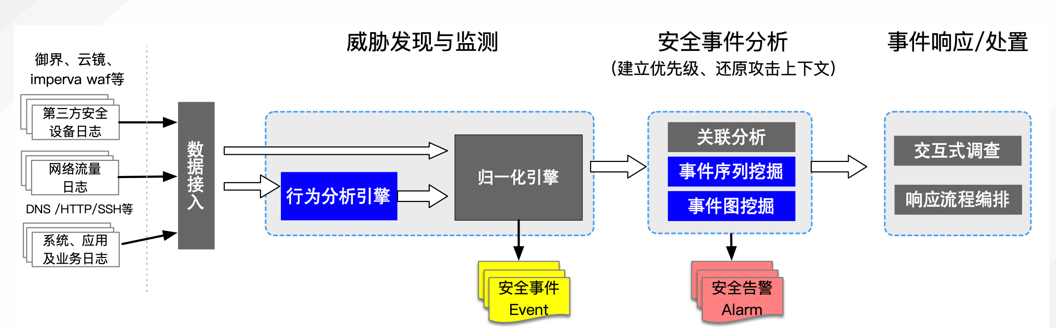 威胁发现与监测
安全事件分析
(建立优先级、还原攻击上下文)
事件响应/处置
御界、云镜、
imperva waf等
第三方安全
设备日志
网络流量
日志
DNS /HTTP/SSH等
系统、应用
及业务日志
数据接入
行为分析引擎
归一化引擎
安全事件
Event
关联分析
事件序列挖掘
事件图挖掘
安全告警
Alarm
交互式调查
响应流程编排